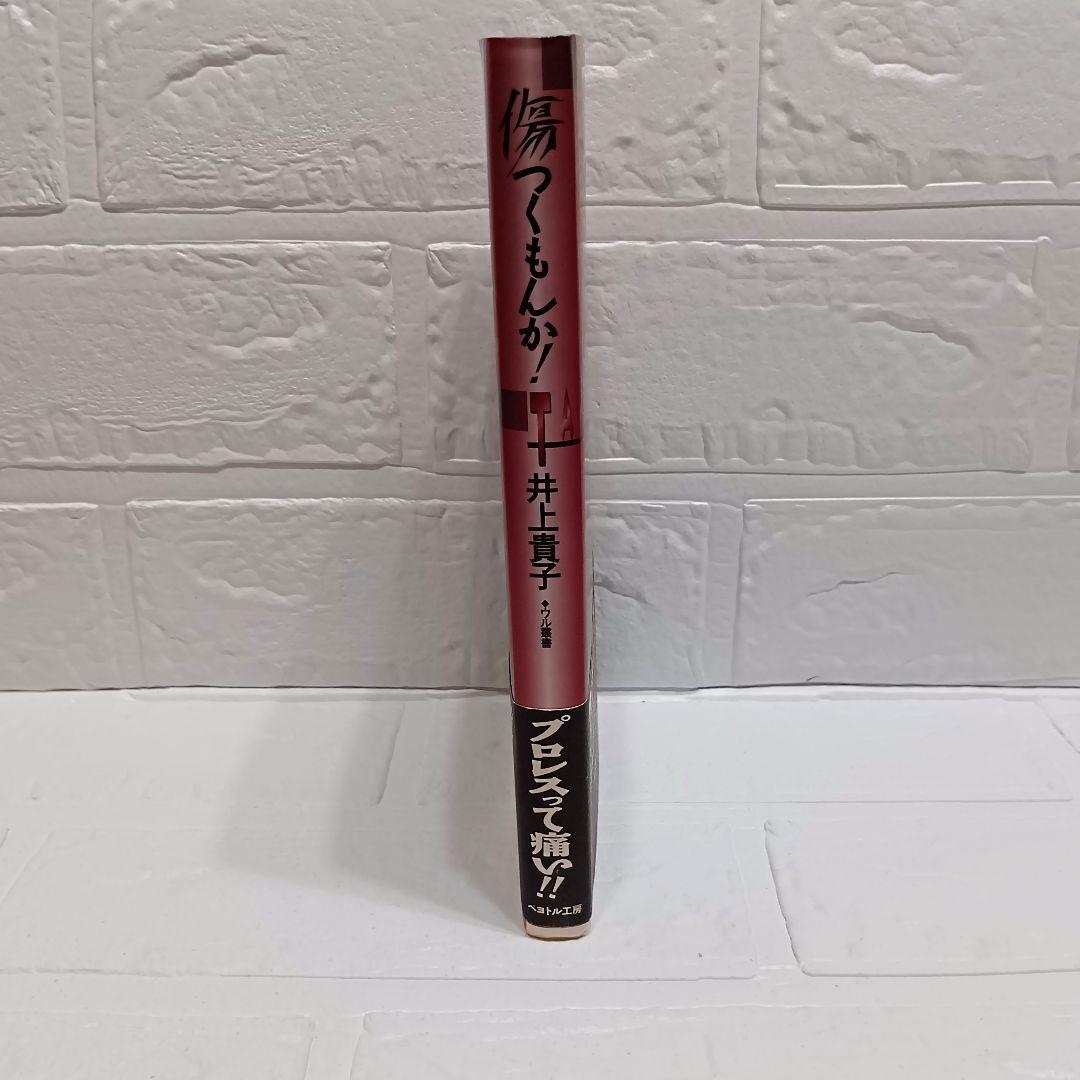 傷つくもんか!
井上貴子
◆ウル叢書
プロレスって痛い!!
ペヨトル工房